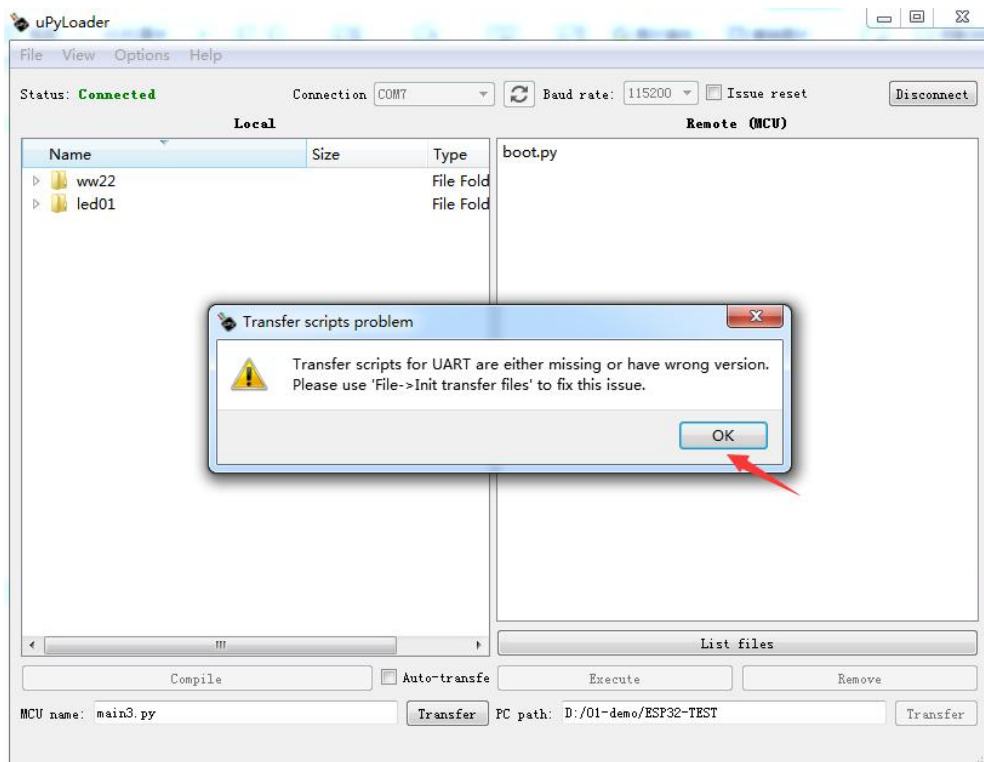 uPyLoader
File View Options Help
Status: Connected Connection COM7 Baud rate: 115200 Issue reset Disconnect
Local Remote (MCU)
Name Size Type boot.py
ww22 File Fold
led01 File Fold
Transfer scripts problem
Transfer scripts for UART are either missing or have wrong version.
Please use 'File->Init transfer files' to fix this issue.
OK
List files
Compile Auto-transfe Execute Remove
MCU name: main3.py Transfer PC path: D:/01-demo/ESP32-TEST Transfer